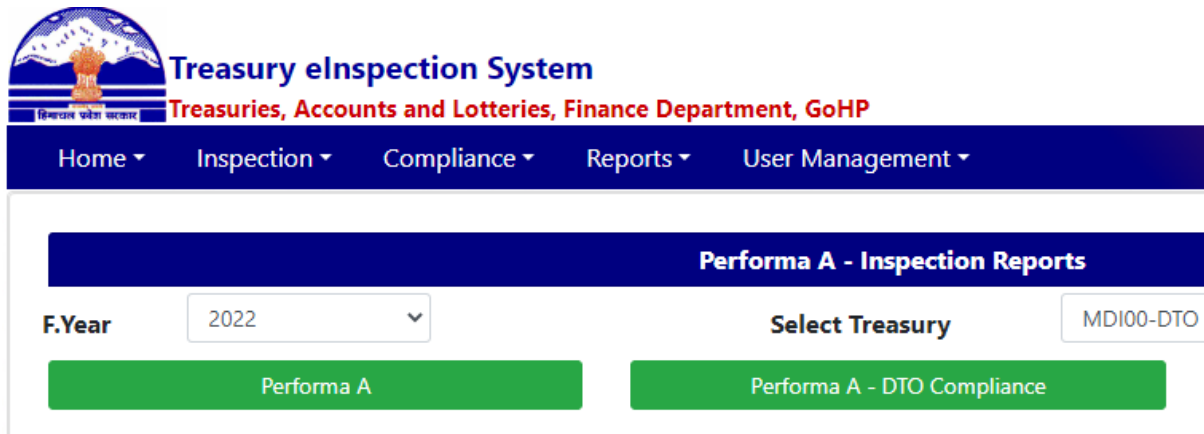 हिमाचल प्रदेश सरकार
Treasury eInspection System
Treasuries, Accounts and Lotteries, Finance Department, GoHP
Home Inspection Compliance Reports User Management
Performa A - Inspection Reports
F.Year 2022 Select Treasury MDI00-DTO
Performa A Performa A - DTO Compliance